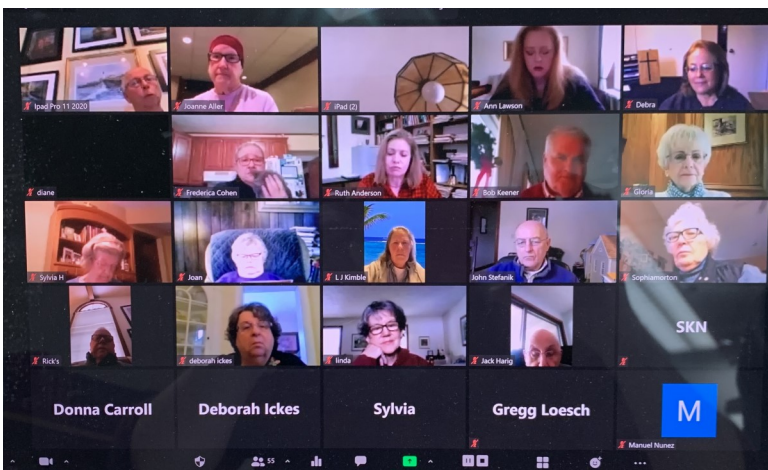 Ipad Pro 11 2020
Joanne Aller
iPad (2)
Ann Lawson
Debra
diane
Frederica Cohen
Ruth Anderson
Bob Keener
Gloria
Sylvia H
Joan
L J Kimble
John Stefanik
Sophiamorton
Rick's
deborah ickes
linda
Jack Harig
SKN
Donna Carroll
Deborah Ickes
Sylvia
Gregg Loesch
M
Manuel Nunez
55